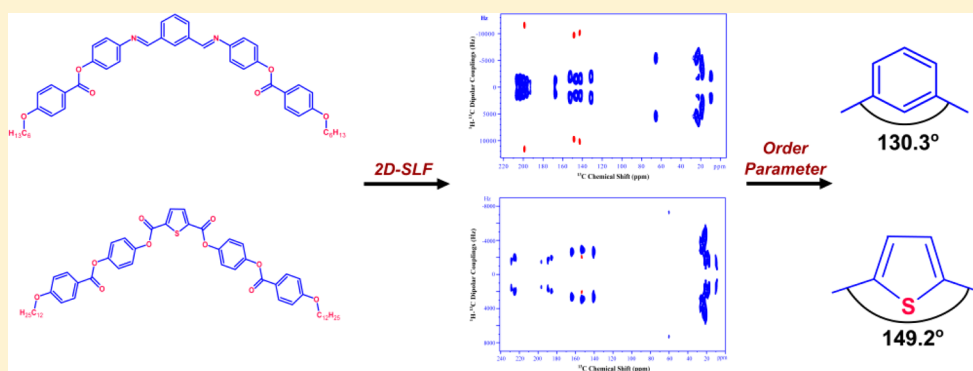 N
N
O
O
O
O
O
O
H₁₃C₆
C₆H₁₃
2D-SLF
Hz
-10000
-5000
0
5000
10000
¹H-¹³C Dipolar Couplings (Hz)
220 200 180 160 140 120 100 80 60 40 20 ppm
¹³C Chemical Shift (ppm)
Order
Parameter
130.3º
O
O
S
O
O
O
O
O
O
O
O
H₂₅C₁₂
C₁₂H₂₅
Hz
-8000
-4000
0
4000
8000
¹H-¹³C Dipolar Couplings (Hz)
240 220 200 180 160 140 120 100 80 60 40 20 ppm
¹³C Chemical Shift (ppm)
S
149.2º